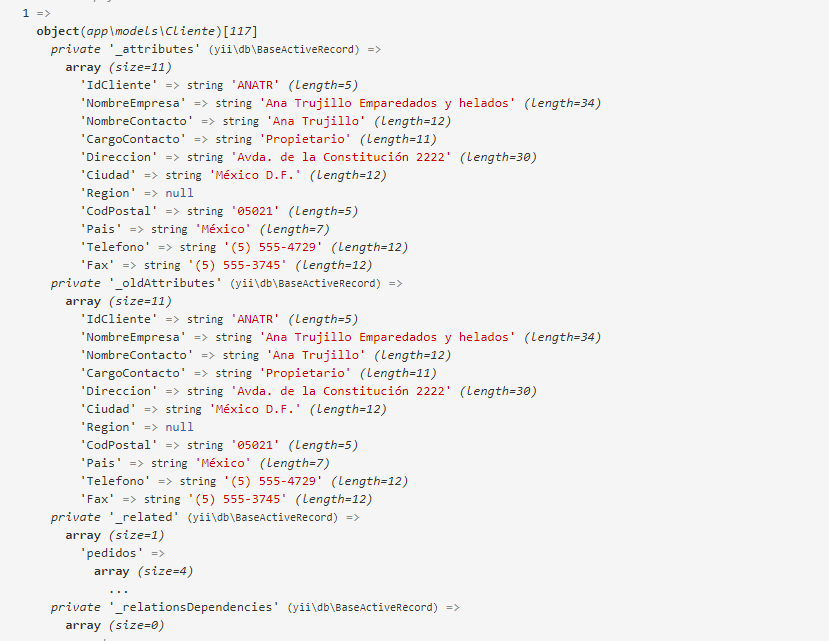 1 =>
object(app\models\Cliente)[117]
private '_attributes' (yii\db\BaseActiveRecord) =>
array (size=11)
'IdCliente' => string 'ANATR' (length=5)
'NombreEmpresa' => string 'Ana Trujillo Emparedados y helados' (length=34)
'NombreContacto' => string 'Ana Trujillo' (length=12)
'CargoContacto' => string 'Propietario' (length=11)
'Direccion' => string 'Avda. de la Constitución 2222' (length=30)
'Ciudad' => string 'México D.F.' (length=12)
'Region' => null
'CodPostal' => string '05021' (length=5)
'Pais' => string 'México' (length=7)
'Telefono' => string '(5) 555-4729' (length=12)
'Fax' => string '(5) 555-3745' (length=12)
private '_oldAttributes' (yii\db\BaseActiveRecord) =>
array (size=11)
'IdCliente' => string 'ANATR' (length=5)
'NombreEmpresa' => string 'Ana Trujillo Emparedados y helados' (length=34)
'NombreContacto' => string 'Ana Trujillo' (length=12)
'CargoContacto' => string 'Propietario' (length=11)
'Direccion' => string 'Avda. de la Constitución 2222' (length=30)
'Ciudad' => string 'México D.F.' (length=12)
'Region' => null
'CodPostal' => string '05021' (length=5)
'Pais' => string 'México' (length=7)
'Telefono' => string '(5) 555-4729' (length=12)
'Fax' => string '(5) 555-3745' (length=12)
private '_related' (yii\db\BaseActiveRecord) =>
array (size=1)
'pedidos' =>
array (size=4)
...
private '_relationsDependencies' (yii\db\BaseActiveRecord) =>
array (size=0)